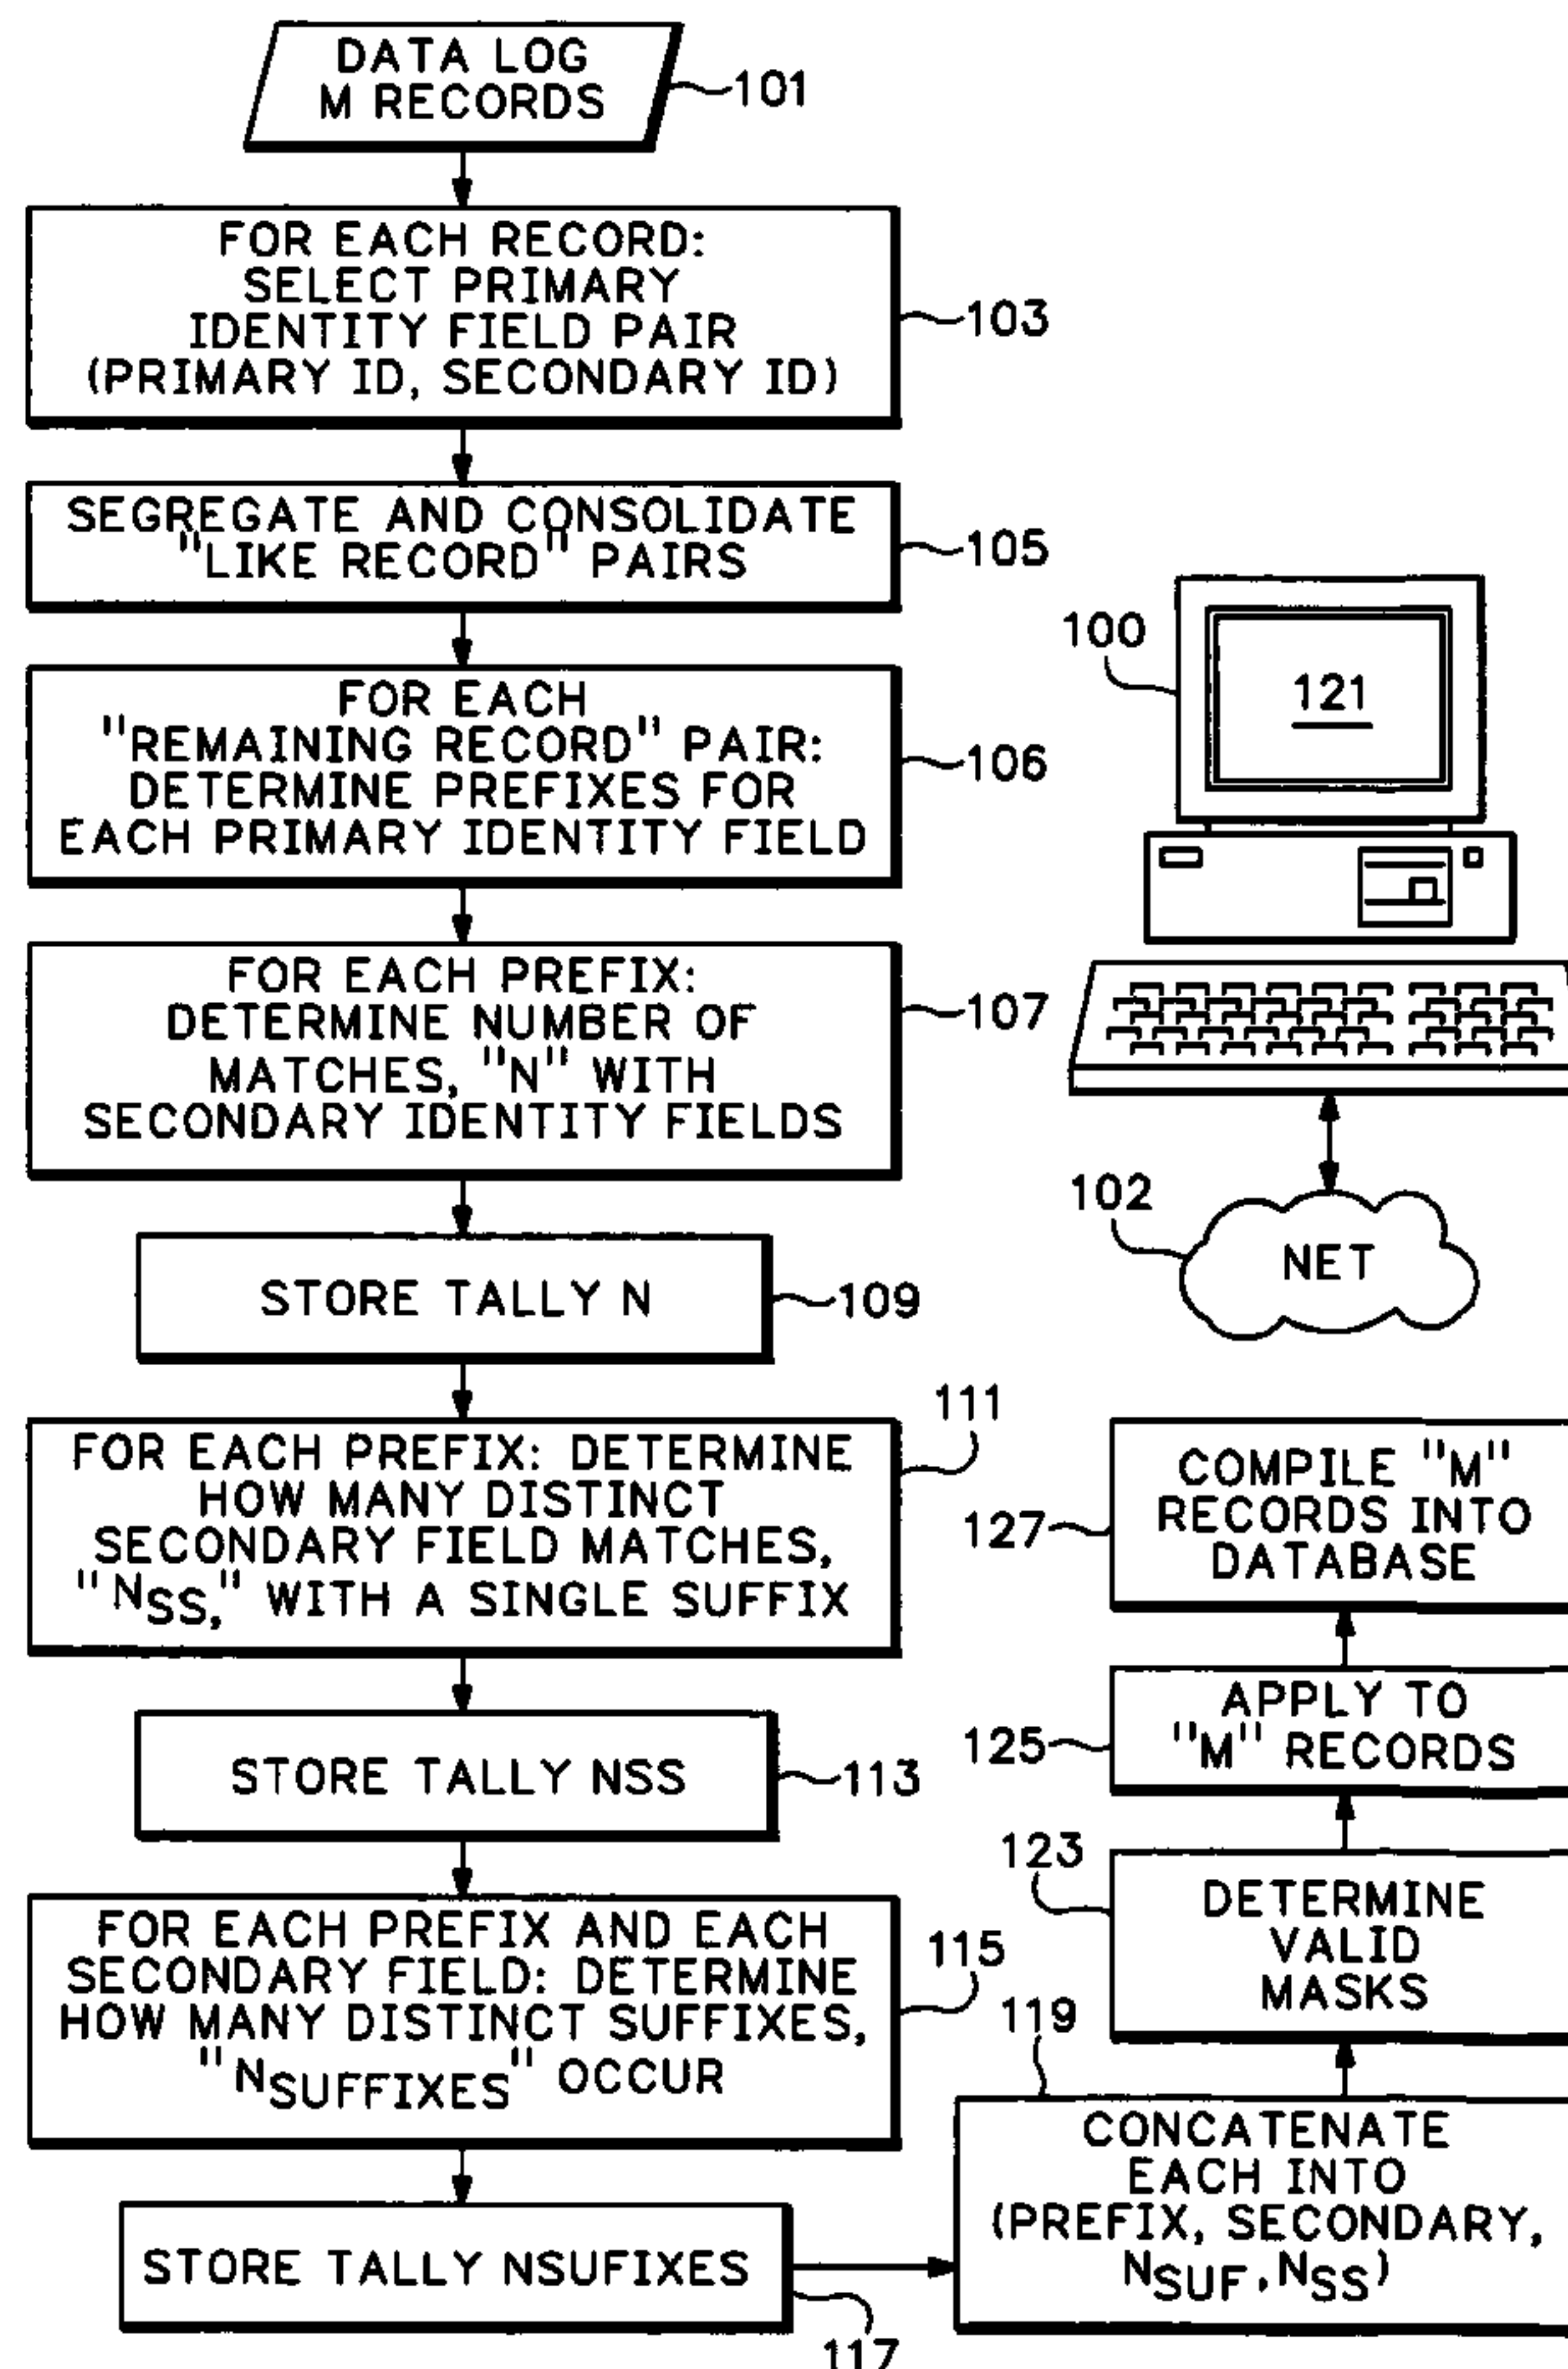 DATA LOG
M RECORDS
101
FOR EACH RECORD:
SELECT PRIMARY
IDENTITY FIELD PAIR
(PRIMARY ID, SECONDARY ID)
103
SEGREGATE AND CONSOLIDATE
"LIKE RECORD" PAIRS
105
FOR EACH
"REMAINING RECORD" PAIR:
DETERMINE PREFIXES FOR
EACH PRIMARY IDENTITY FIELD
106
FOR EACH PREFIX:
DETERMINE NUMBER OF
MATCHES, "N" WITH
SECONDARY IDENTITY FIELDS
107
STORE TALLY N
109
FOR EACH PREFIX: DETERMINE
HOW MANY DISTINCT
SECONDARY FIELD MATCHES,
"NSS," WITH A SINGLE SUFFIX
111
STORE TALLY NSS
113
FOR EACH PREFIX AND EACH
SECONDARY FIELD: DETERMINE
HOW MANY DISTINCT SUFFIXES,
"NSUFFIXES" OCCUR
115
STORE TALLY NSUFIXES
117
100
121
102
NET
COMPILE "M"
RECORDS INTO
DATABASE
127
APPLY TO
"M" RECORDS
125
123
DETERMINE
VALID
MASKS
119
CONCATENATE
EACH INTO
(PREFIX, SECONDARY,
NSUF, NSS)